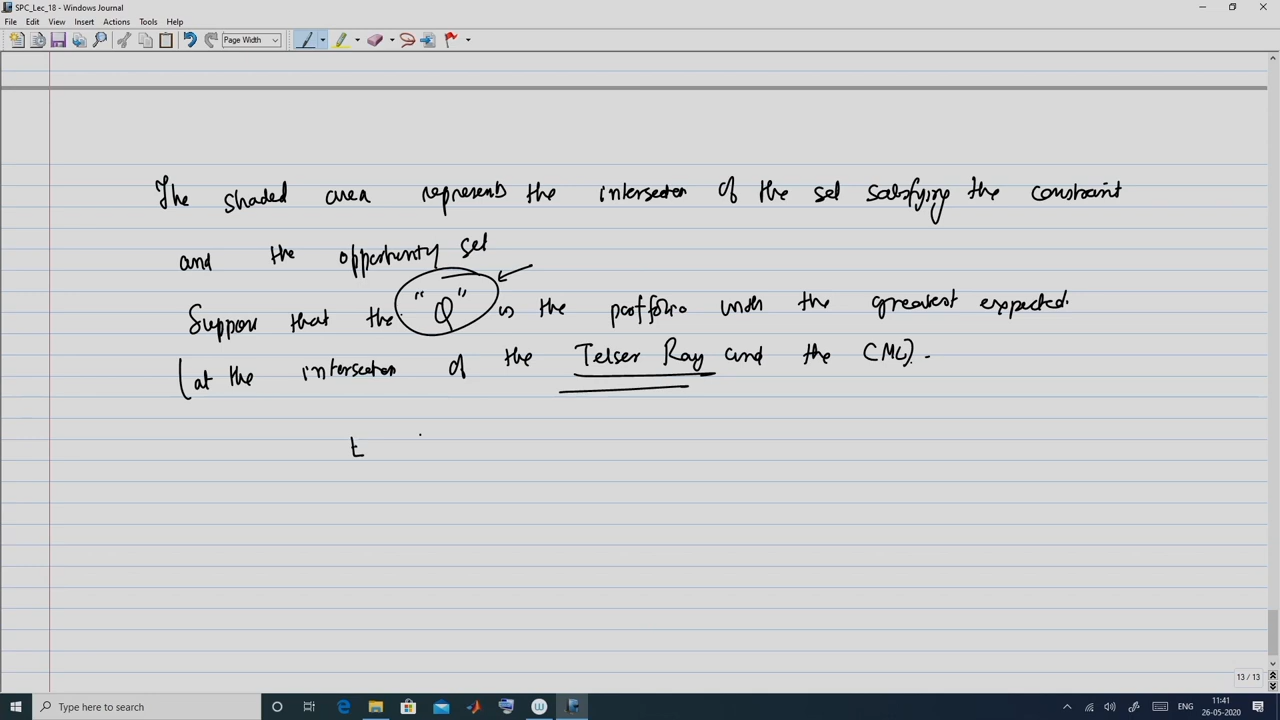 SPC_Lec_18 - Windows Journal
File Edit View Insert Actions Tools Help
Page Width
The shaded area represents the intersection of the set satisfying the constraint
and the opportunity set
Suppose that the "Q" is the portfolio with the greatest expected.
(at the intersection of the Telser Ray and the CML).
t
13 / 13
Type here to search
ENG
11:41
26-05-2020